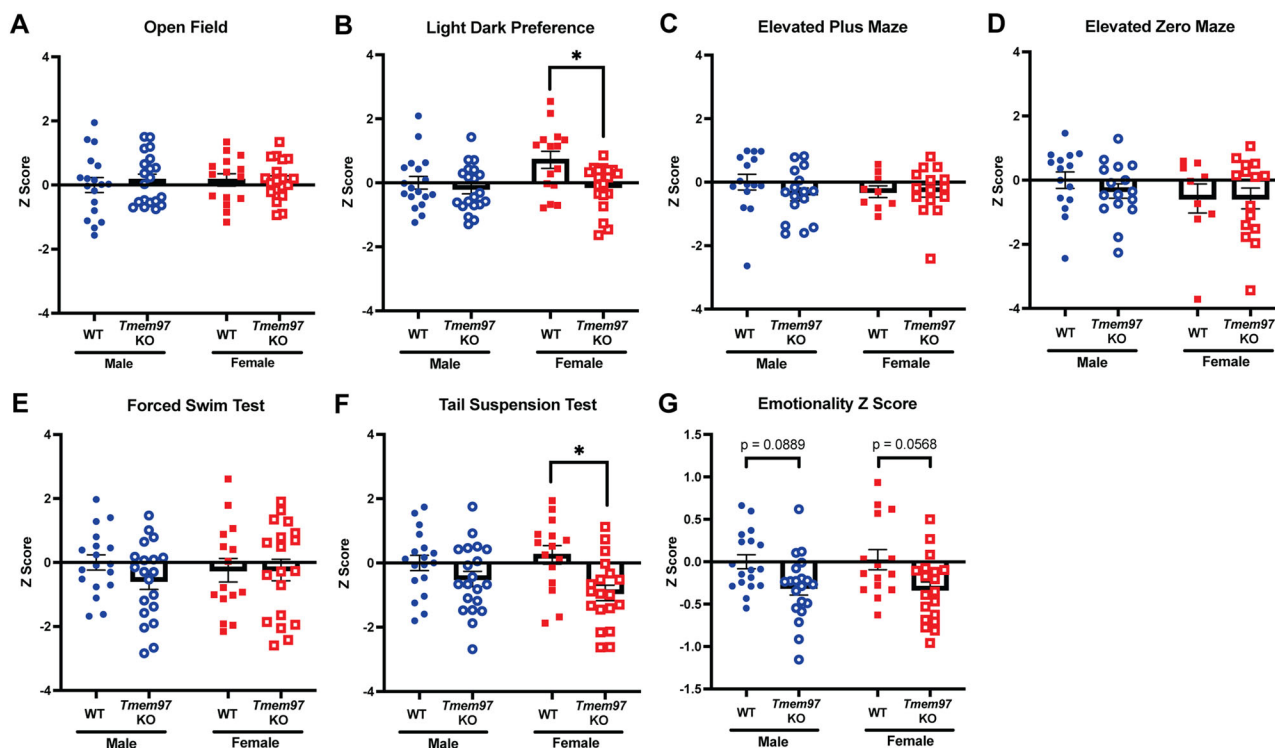 A
Open Field
4
2
0
-2
-4
Z Score
WT
Tmem97
KO
WT
Tmem97
KO
Male
Female
B
Light Dark Preference
4
2
0
-2
-4
Z Score
*
WT
Tmem97
KO
WT
Tmem97
KO
Male
Female
C
Elevated Plus Maze
4
2
0
-2
-4
Z Score
WT
Tmem97
KO
WT
Tmem97
KO
Male
Female
D
Elevated Zero Maze
4
2
0
-2
-4
Z Score
WT
Tmem97
KO
WT
Tmem97
KO
Male
Female
E
Forced Swim Test
4
2
0
-2
-4
Z Score
WT
Tmem97
KO
WT
Tmem97
KO
Male
Female
F
Tail Suspension Test
4
2
0
-2
-4
Z Score
*
WT
Tmem97
KO
WT
Tmem97
KO
Male
Female
G
Emotionality Z Score
1.5
1.0
0.5
0.0
-0.5
-1.0
-1.5
Z Score
p = 0.0889
p = 0.0568
WT
Tmem97
KO
WT
Tmem97
KO
Male
Female